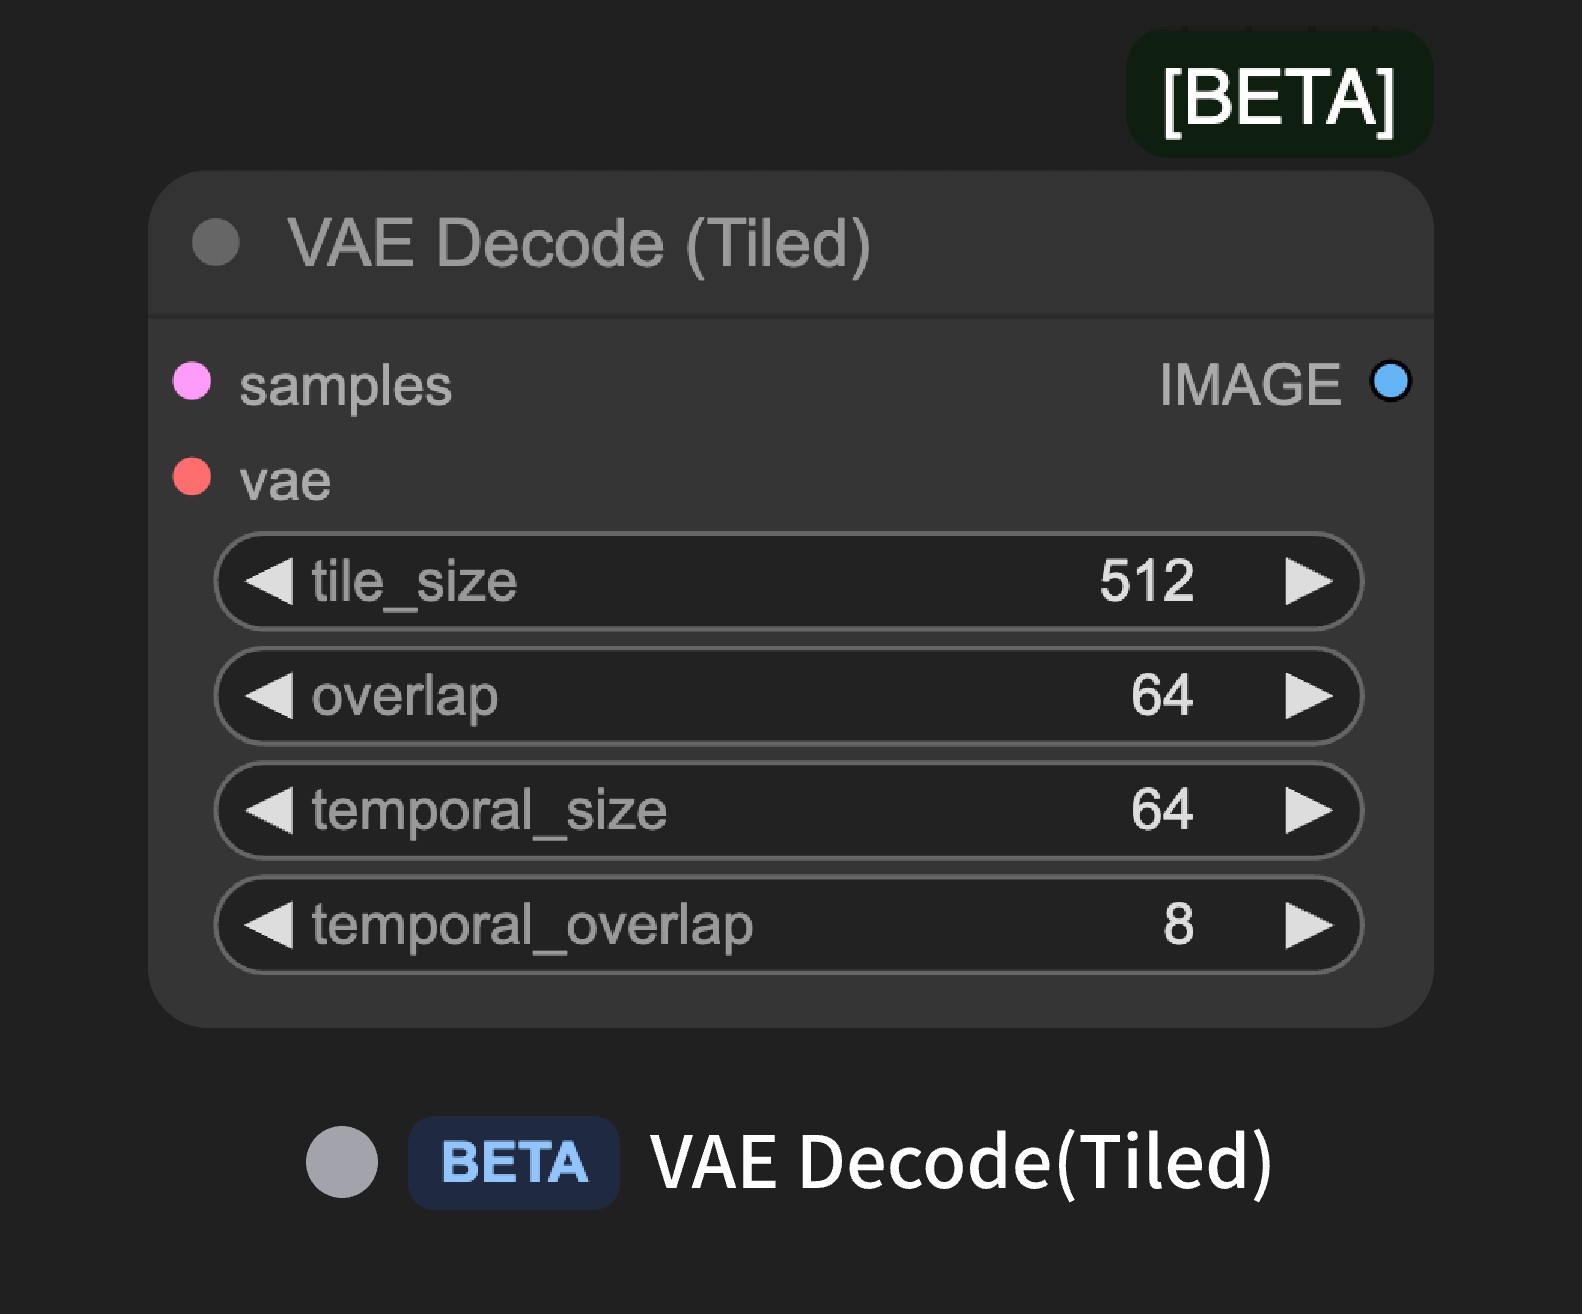 [BETA]
VAE Decode (Tiled)
samples IMAGE
vae
tile_size 512
overlap 64
temporal_size 64
temporal_overlap 8
BETA VAE Decode(Tiled)